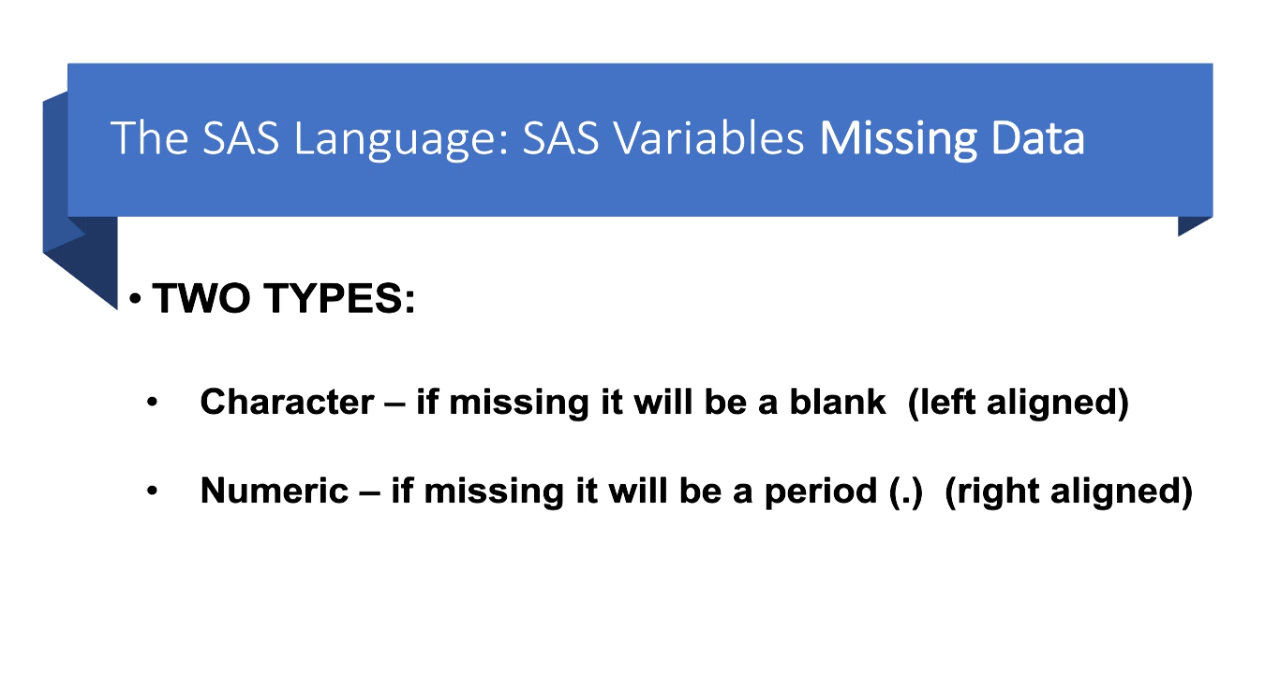 The SAS Language: SAS Variables Missing Data
• TWO TYPES:
• Character – if missing it will be a blank (left aligned)
• Numeric – if missing it will be a period (.) (right aligned)